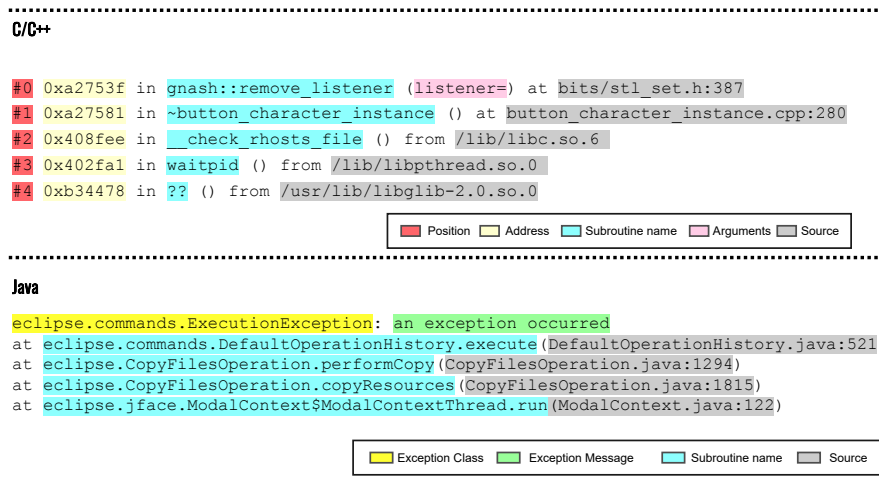 C/C++
#0 0xa2753f in gnash::remove_listener (listener=) at bits/stl_set.h:387
#1 0xa27581 in ~button_character_instance () at button_character_instance.cpp:280
#2 0x408fee in __check_rhosts_file () from /lib/libc.so.6
#3 0x402fa1 in waitpid () from /lib/libpthread.so.0
#4 0xb34478 in ?? () from /usr/lib/libglib-2.0.so.0
Position Address Subroutine name Arguments Source
Java
eclipse.commands.ExecutionException: an exception occurred
at eclipse.commands.DefaultOperationHistory.execute(DefaultOperationHistory.java:521
at eclipse.CopyFilesOperation.performCopy(CopyFilesOperation.java:1294)
at eclipse.CopyFilesOperation.copyResources(CopyFilesOperation.java:1815)
at eclipse.jface.ModalContext$ModalContextThread.run(ModalContext.java:122)
Exception Class Exception Message Subroutine name Source